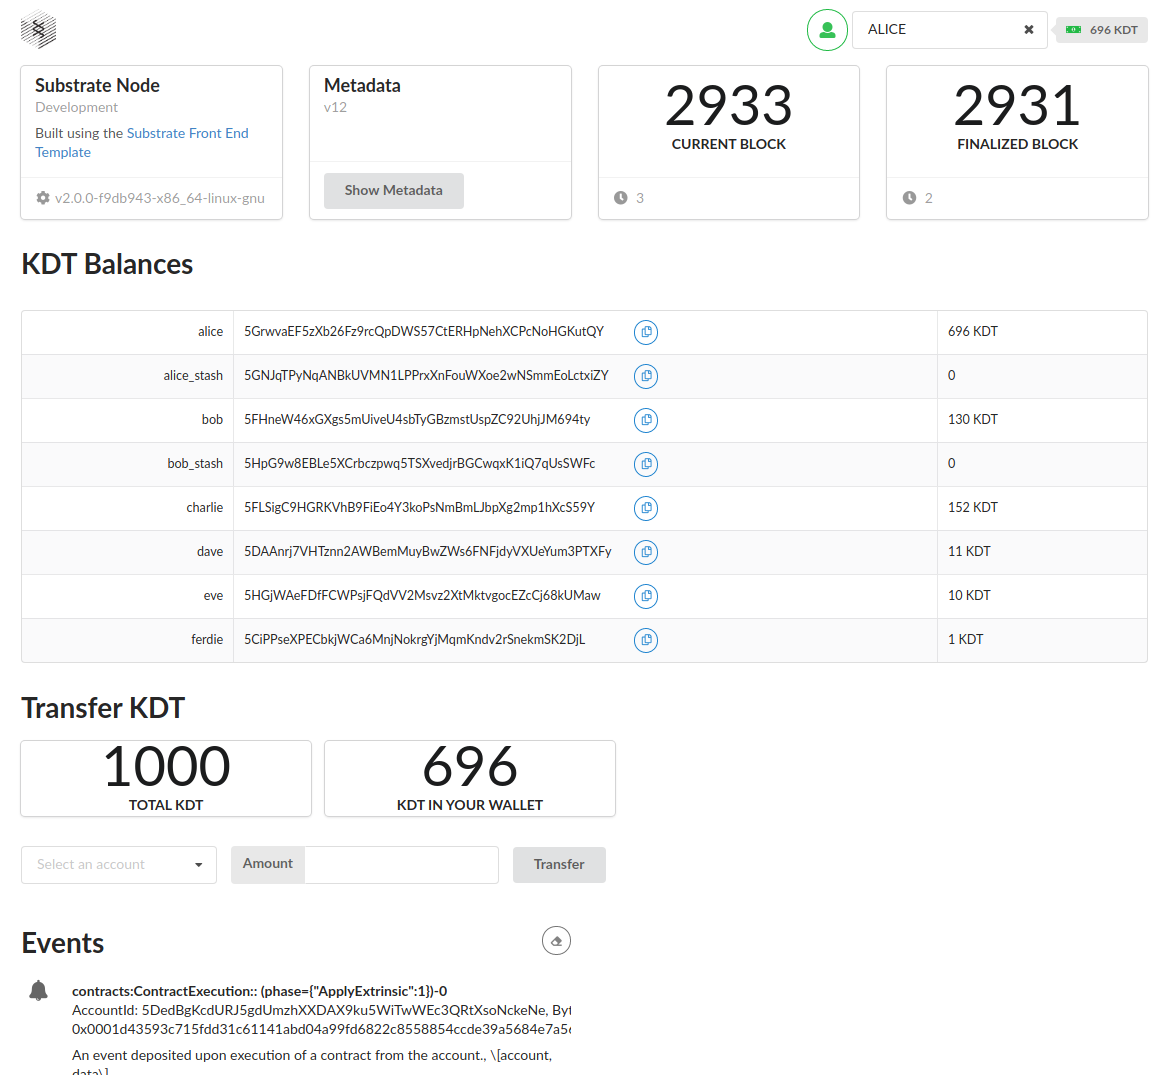 ALICE
696 KDT
Substrate Node
Development
Built using the Substrate Front End
Template
v2.0.0-f9db943-x86_64-linux-gnu
Metadata
v12
Show Metadata
2933
CURRENT BLOCK
3
2931
FINALIZED BLOCK
2
KDT Balances
alice 5GrwvaEF5zXb26Fz9rcQpDWS57CtERHpNehXCPcNoHGKutQY 696 KDT
alice_stash 5GNJqTPyNqANBkUVMN1LPPrxXnFouWXoe2wNSmmEoLctxiZY 0
bob 5FHneW46xGXgs5mUiveU4sbTyGBzmstUspZC92UhjJM694ty 130 KDT
bob_stash 5HpG9w8EBLe5XCrbczpwq5TSXvedjrBGCwqxK1iQ7qUsSWFc 0
charlie 5FLSigC9HGRKVhB9FiEo4Y3koPsNmBmLJbpXg2mp1hXcS59Y 152 KDT
dave 5DAAnrj7VHTznn2AWBemMuyBwZWs6FNFjdyVXUeYum3PTXFy 11 KDT
eve 5HGjWAeFDfFCWPsjFQdVV2Msvz2XtMktvgocEZcCj68kUMaw 10 KDT
ferdie 5CiPPseXPECbkjWCa6MnjNokrgYjMqmKndv2rSnekmSK2DjL 1 KDT
Transfer KDT
1000
TOTAL KDT
696
KDT IN YOUR WALLET
Select an account
Amount
Transfer
Events
contracts:ContractExecution:: (phase={"ApplyExtrinsic":1})-0
AccountId: 5DedBgKcdURJ5gdUmzhXXDAX9ku5WiTwWEc3QRtXsoNckeNe, Byt
0x0001d43593c715fdd31c61141abd04a99fd6822c8558854ccde39a5684e7a5
An event deposited upon execution of a contract from the account., \[account,
data\]